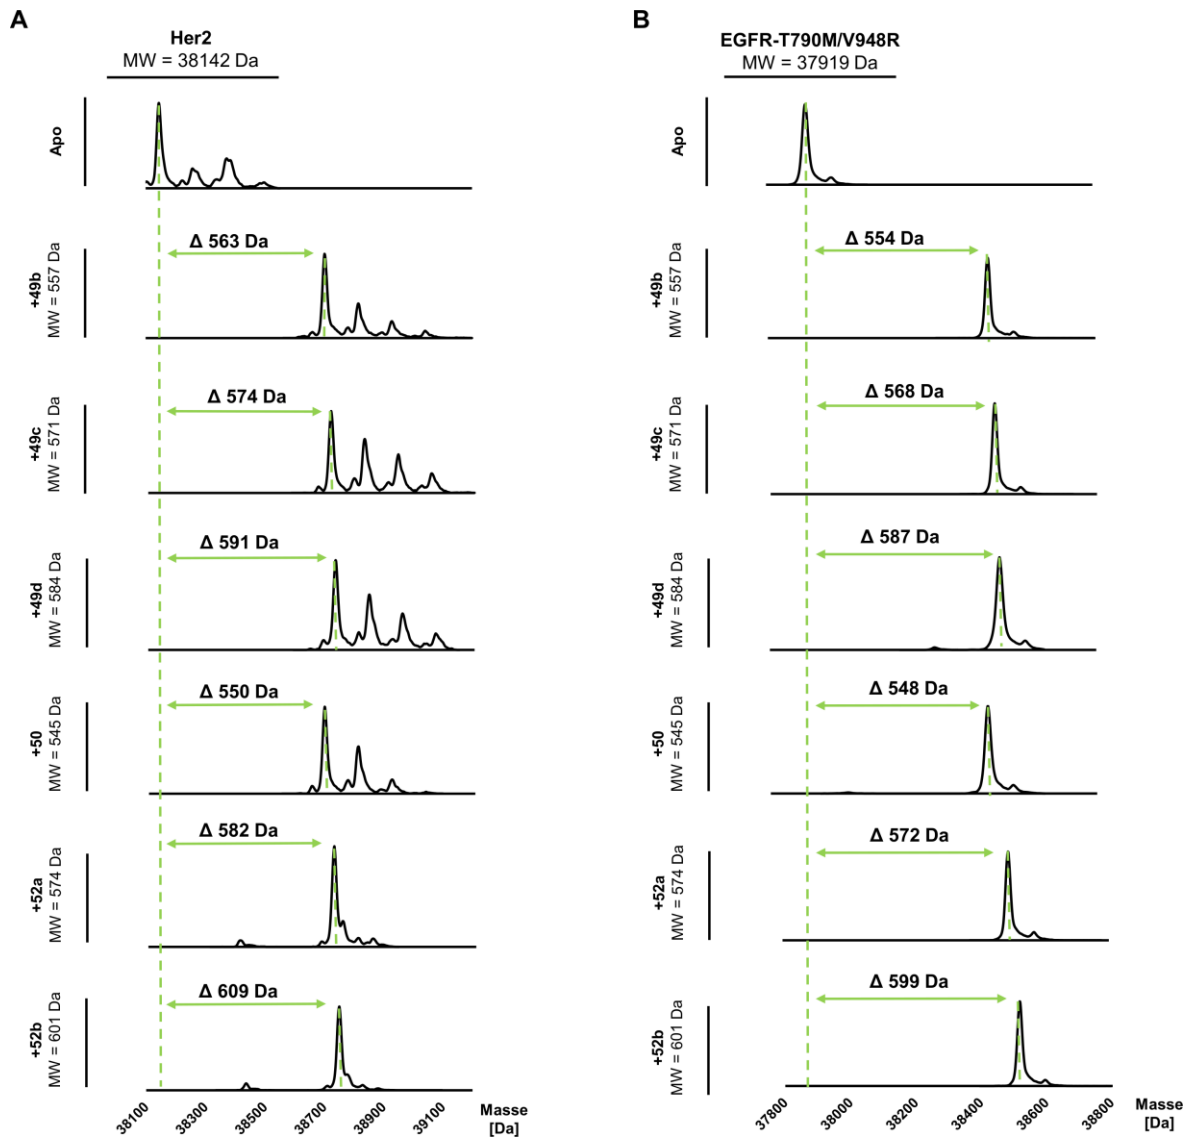 A
Her2
MW = 38142 Da
Apo
+49b
MW = 557 Da
Δ 563 Da
+49c
MW = 571 Da
Δ 574 Da
+49d
MW = 584 Da
Δ 591 Da
+50
MW = 545 Da
Δ 550 Da
+52a
MW = 574 Da
Δ 582 Da
+52b
MW = 601 Da
Δ 609 Da
38100 38300 38500 38700 38900 39100
Masse
[Da]
B
EGFR-T790M/V948R
MW = 37919 Da
Apo
+49b
MW = 557 Da
Δ 554 Da
+49c
MW = 571 Da
Δ 568 Da
+49d
MW = 584 Da
Δ 587 Da
+50
MW = 545 Da
Δ 548 Da
+52a
MW = 574 Da
Δ 572 Da
+52b
MW = 601 Da
Δ 599 Da
37800 38000 38200 38400 38600 38800
Masse
[Da]